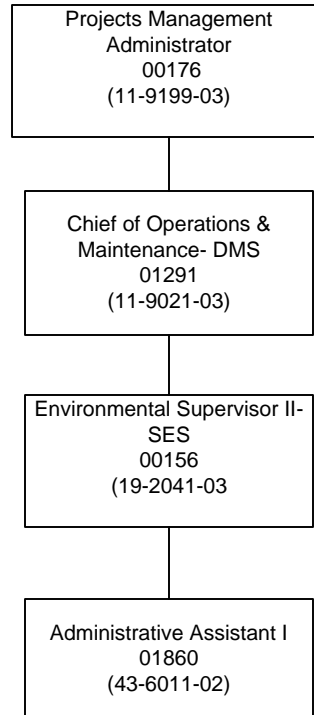 Projects Management
Administrator
00176
(11-9199-03)
Chief of Operations &
Maintenance- DMS
01291
(11-9021-03)
Environmental Supervisor II-
SES
00156
(19-2041-03
Administrative Assistant I
01860
(43-6011-02)